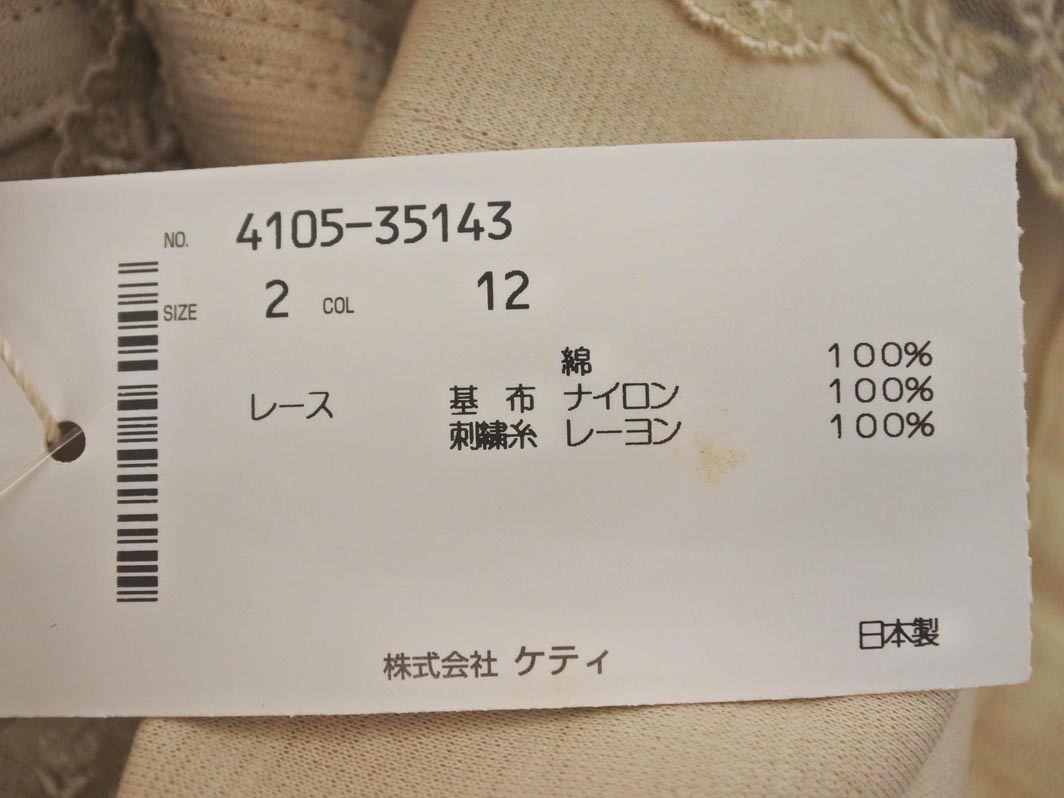 NO. 4105-35143
SIZE 2 COL 12
綿 100%
レース 基 布 ナイロン 100%
刺繍糸 レーヨン 100%
日本製
株式会社 ケティ